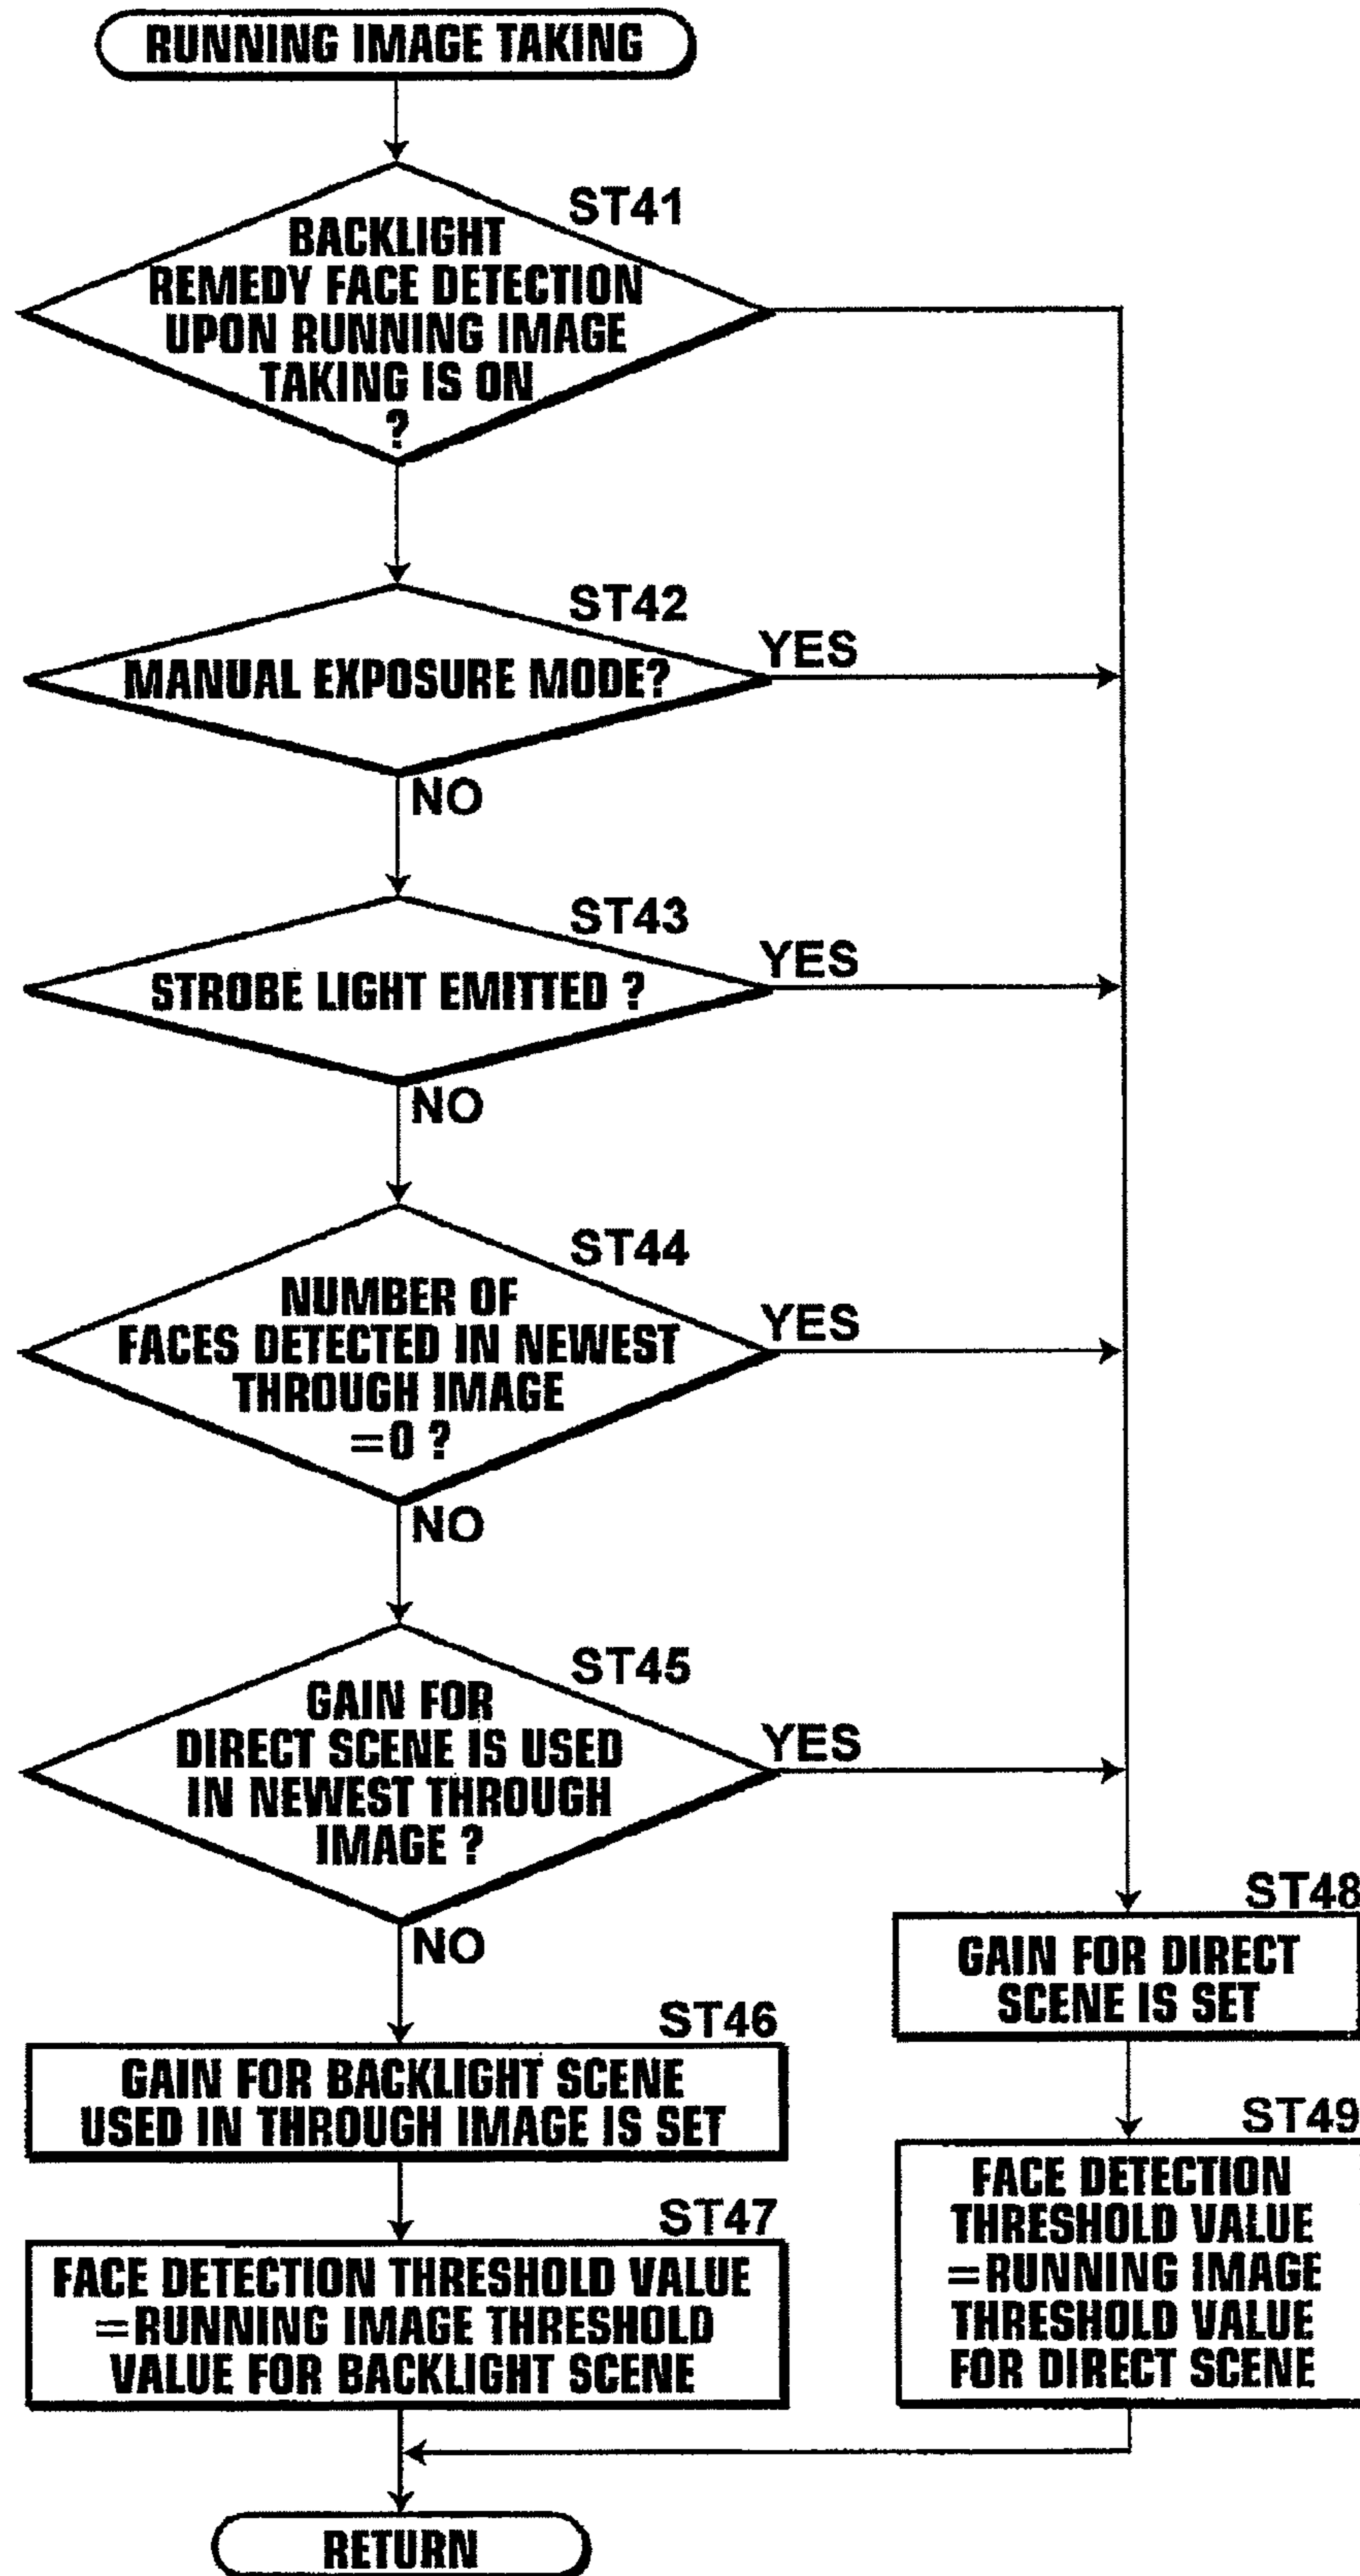 RUNNING IMAGE TAKING
ST41
BACKLIGHT
REMEDY FACE DETECTION
UPON RUNNING IMAGE
TAKING IS ON
?
ST42
MANUAL EXPOSURE MODE?
YES
NO
ST43
STROBE LIGHT EMITTED ?
YES
NO
ST44
NUMBER OF
FACES DETECTED IN NEWEST
THROUGH IMAGE
=0 ?
YES
NO
ST45
GAIN FOR
DIRECT SCENE IS USED
IN NEWEST THROUGH
IMAGE ?
YES
NO
ST46
GAIN FOR BACKLIGHT SCENE
USED IN THROUGH IMAGE IS SET
ST47
FACE DETECTION THRESHOLD VALUE
=RUNNING IMAGE THRESHOLD
VALUE FOR BACKLIGHT SCENE
ST48
GAIN FOR DIRECT
SCENE IS SET
ST49
FACE DETECTION
THRESHOLD VALUE
=RUNNING IMAGE
THRESHOLD VALUE
FOR DIRECT SCENE
RETURN